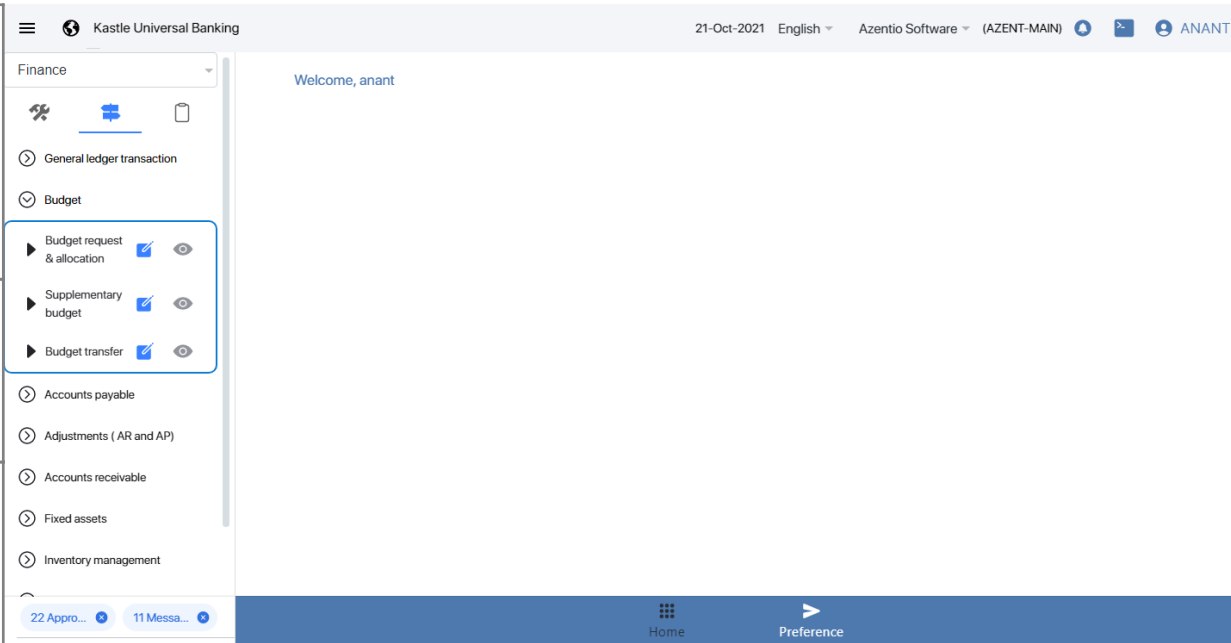 Kastle Universal Banking
21-Oct-2021 English Azentio Software (AZENT-MAIN) ANANT
Finance
Welcome, anant
General ledger transaction
Budget
Budget request
& allocation
Supplementary
budget
Budget transfer
Accounts payable
Adjustments ( AR and AP)
Accounts receivable
Fixed assets
Inventory management
22 Appro... 11 Messa...
Home
Preference